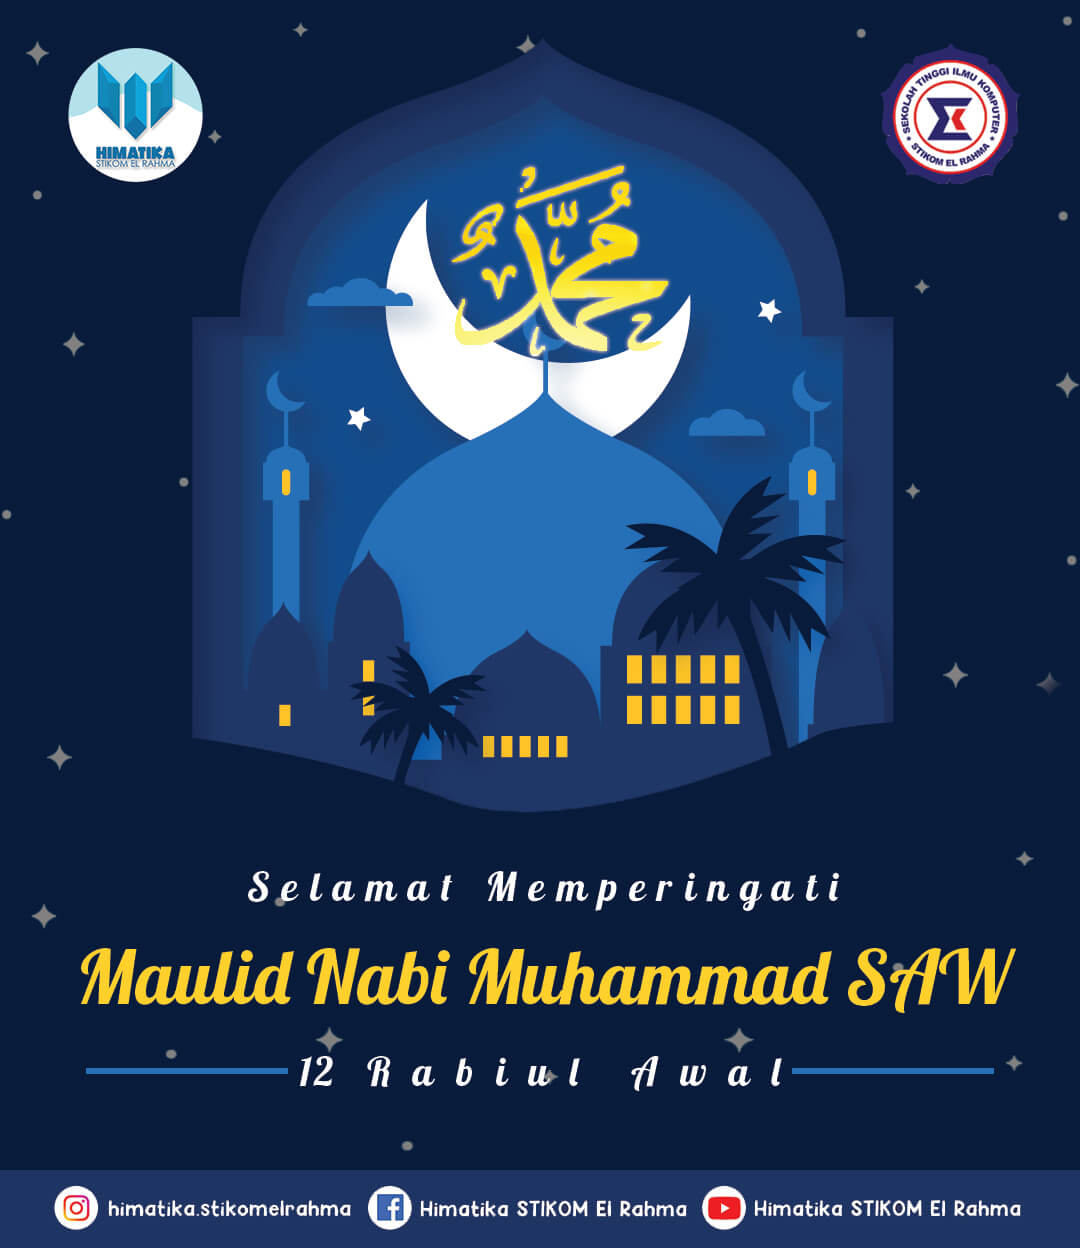 HIMATIKA
STIKOM EL RAHMA
SEKOLAH TINGGI ILMU KOMPUTER
STIKOM EL RAHMA
محمد
Selamat Memperingati
Maulid Nabi Muhammad SAW
12 Rabiul Awal
himatika.stikomelrahma
Himatika STIKOM El Rahma
Himatika STIKOM El Rahma